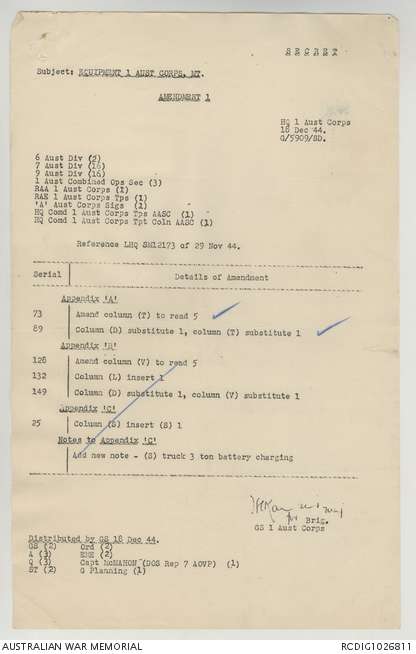 S E C R E T
Subject: EQUIPMENT 1 AUST CORPS, MT.
AMENDMENT 1
HQ 1 Aust Corps
18 Dec 44.
G/5909/SD.
6 Aust Div (2)
7 Aust Div (16)
9 Aust Div (16)
1 Aust Combined Ops Sec (3)
RAA 1 Aust Corps (1)
RAE 1 Aust Corps Tps (1)
'A' Aust Corps Sigs (1)
HQ Comd 1 Aust Corps Tps AASC (1)
HQ Comd 1 Aust Corps Tpt Coln AASC (1)
Reference LHQ SM12173 of 29 Nov 44.
Serial Details of Amendment
Appendix 'A'
73 Amend column (T) to read 5
89 Column (D) substitute 1, column (T) substitute 1
Appendix 'B'
128 Amend column (V) to read 5
132 Column (L) insert 1
149 Column (D) substitute 1, column (V) substitute 1
Appendix 'C'
25 Column (S) insert (S) 1
Notes to Appendix 'C'
Add new note - (S) truck 3 ton battery charging
Brig.
GS 1 Aust Corps
Distributed by GS 18 Dec 44.
GS (2) Ord (2)
A (3) EME (2)
Q (3) Capt McMAHON (DOS Rep 7 AOVP) (1)
ST (2) G Planning (1)
AUSTRALIAN WAR MEMORIAL RCDIG1026811